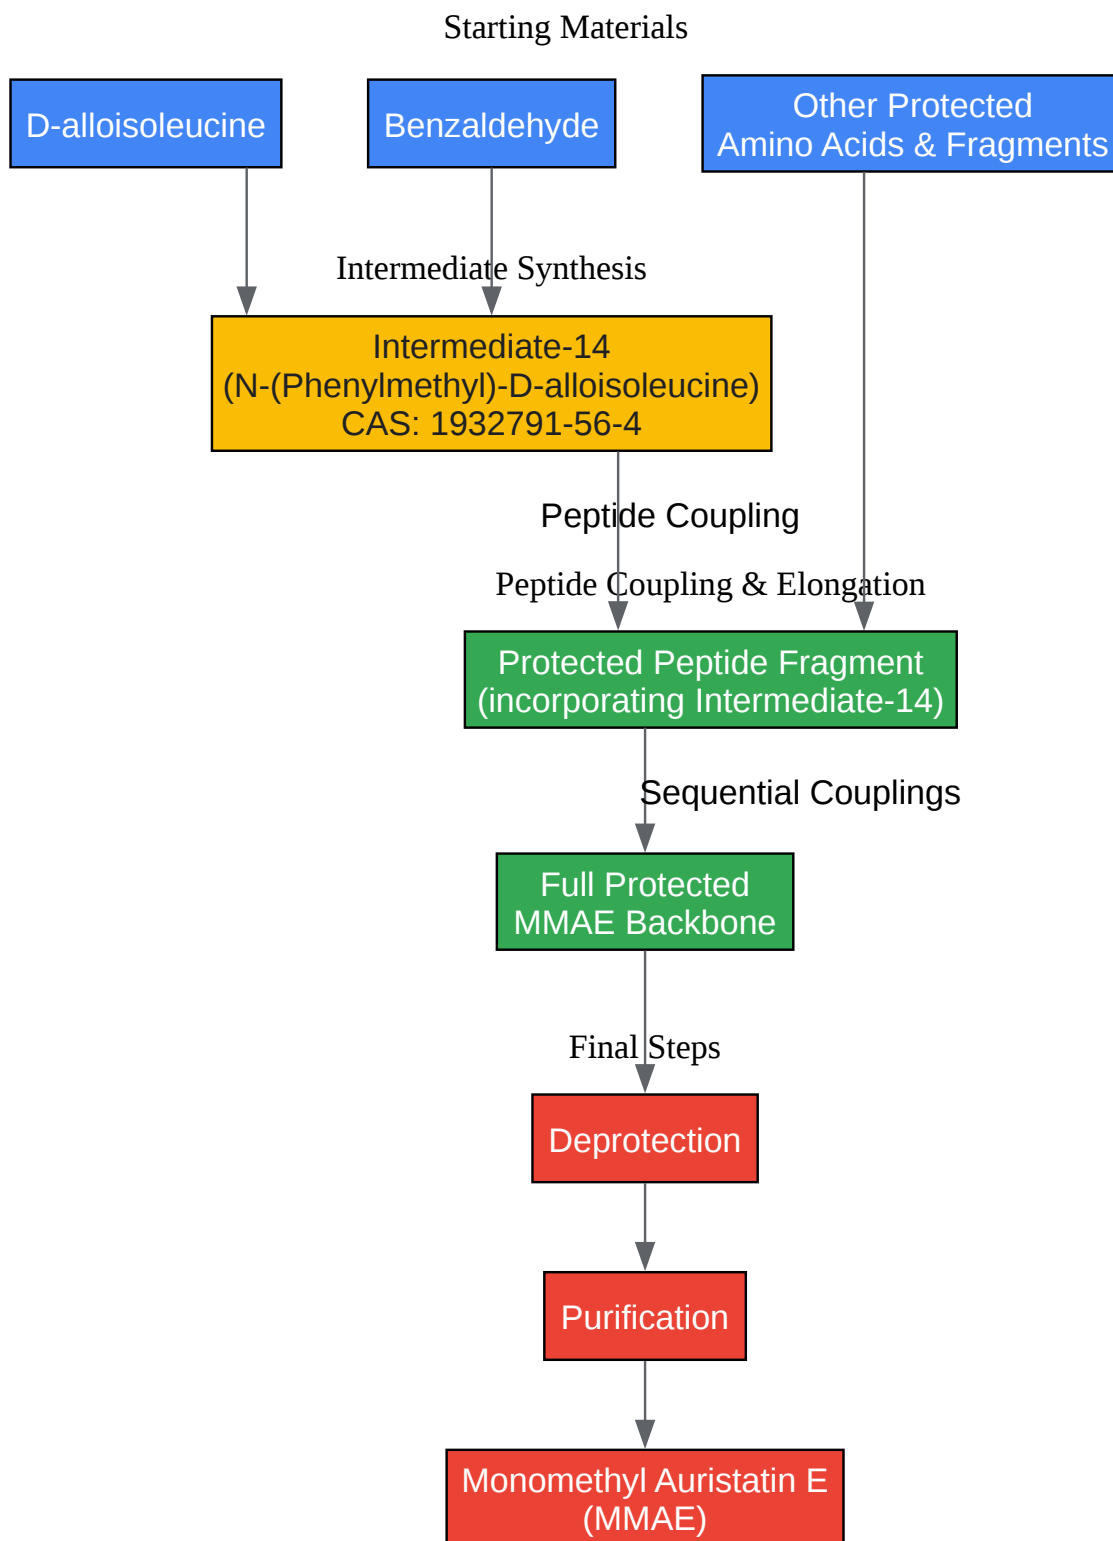 Starting Materials
D-alloisoleucine
Benzaldehyde
Other Protected
Amino Acids & Fragments
Intermediate Synthesis
Intermediate-14
(N-(Phenylmethyl)-D-alloisoleucine)
CAS: 1932791-56-4
Peptide Coupling
Peptide Coupling & Elongation
Protected Peptide Fragment
(incorporating Intermediate-14)
Sequential Couplings
Full Protected
MMAE Backbone
Final Steps
Deprotection
Purification
Monomethyl Auristatin E
(MMAE)